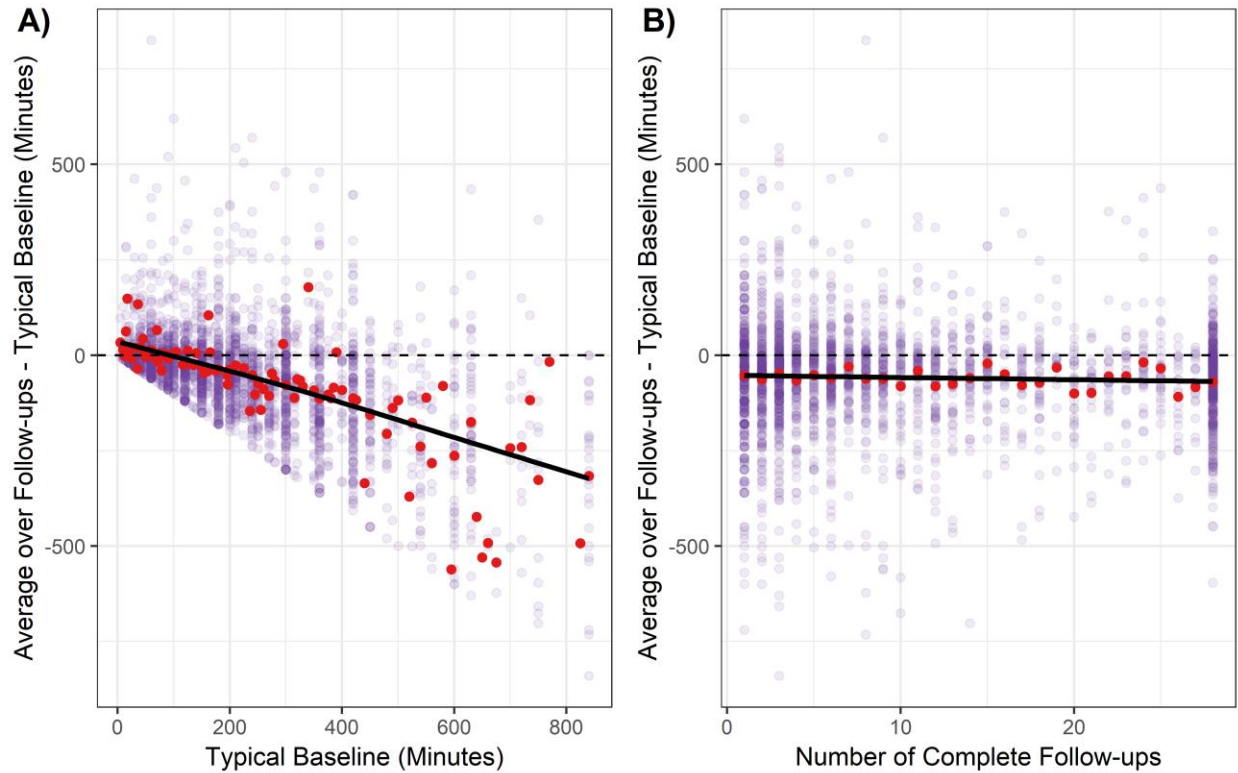 A)
Average over Follow-ups - Typical Baseline (Minutes)
500
0
-500
0 200 400 600 800
Typical Baseline (Minutes)
B)
Average over Follow-ups - Typical Baseline (Minutes)
500
0
-500
0 10 20
Number of Complete Follow-ups